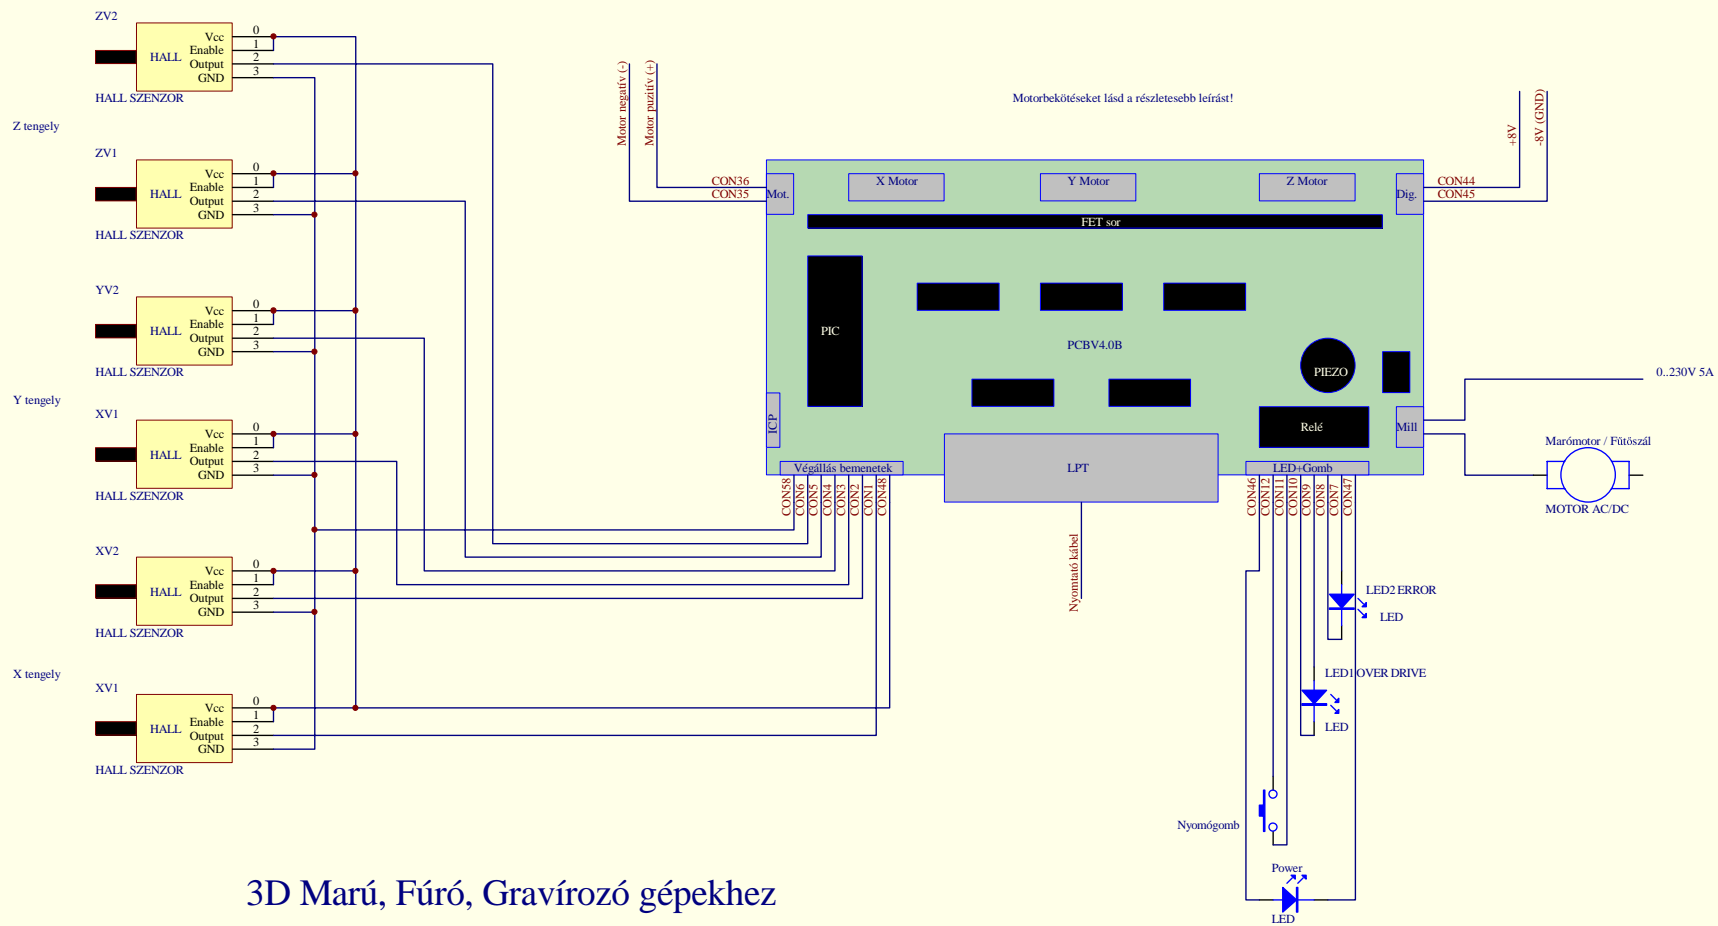 ZV2
Vcc 0
Enable 1
HALL
Output 2
GND 3
HALL SZENZOR
Z tengely
ZV1
Vcc 0
Enable 1
HALL
Output 2
GND 3
HALL SZENZOR
YV2
Vcc 0
Enable 1
HALL
Output 2
GND 3
HALL SZENZOR
Y tengely
XV1
Vcc 0
Enable 1
HALL
Output 2
GND 3
HALL SZENZOR
XV2
Vcc 0
Enable 1
HALL
Output 2
GND 3
HALL SZENZOR
X tengely
XV1
Vcc 0
Enable 1
HALL
Output 2
GND 3
HALL SZENZOR
Motor negatív (-)
Motor puzitív (+)
Motorbekötéseket lásd a részletesebb leírást!
+8V
-8V (GND)
CON36
CON35
Mot.
X Motor
Y Motor
Z Motor
Dig.
CON44
CON45
FET sor
PIC
PCBV4.0B
PIEZO
ICP
Relé
Mill
0..230V 5A
Marómotor / Fűtőszál
MOTOR AC/DC
Végállás bemenetek
LPT
LED+Gomb
CON58
CON6
CON5
CON4
CON3
CON2
CON1
CON48
Nyomtató kábel
CON46
CON12
CON11
CON10
CON9
CON8
CON7
CON47
LED2 ERROR
LED
LED1 OVER DRIVE
LED
Nyomógomb
Power
LED
3D Marú, Fúró, Gravírozó gépekhez